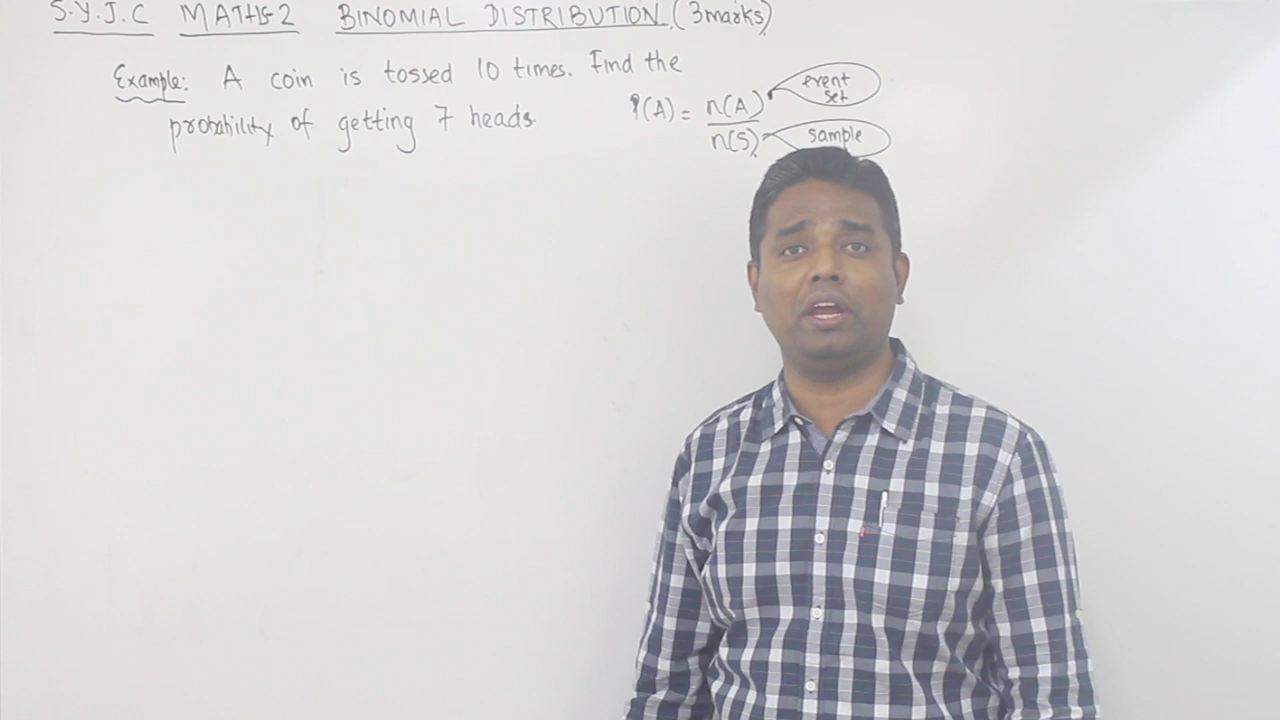 S.Y.J.C MATHS-2 BINOMIAL DISTRIBUTION. (3marks)
Example: A coin is tossed 10 times. Find the
probability of getting 7 heads.
P(A) = n(A)
n(S)
event
set
sample